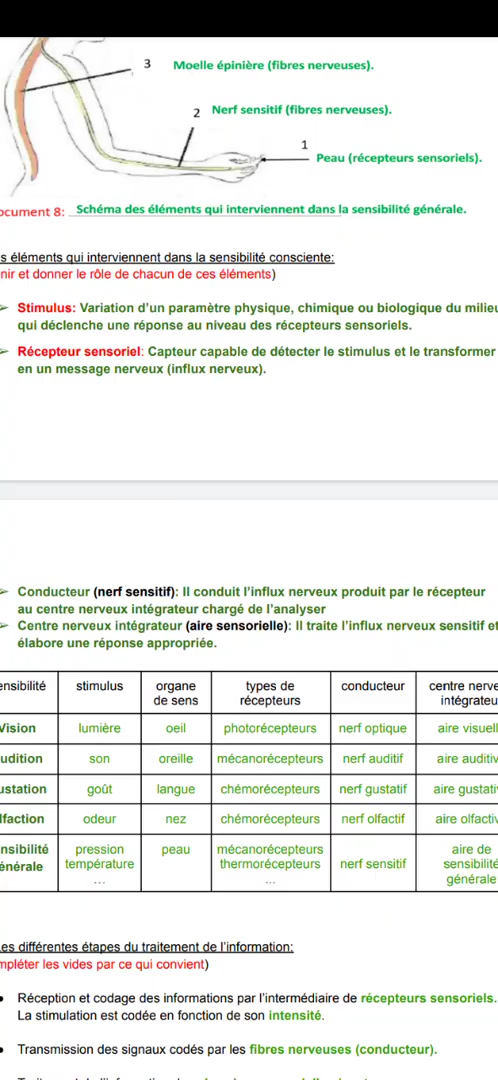 3 Moelle épinière (fibres nerveuses).
2 Nerf sensitif (fibres nerveuses).
1
Peau (récepteurs sensoriels).
ocument 8: Schéma des éléments qui interviennent dans la sensibilité générale.
s éléments qui interviennent dans la sensibilité consciente:
nir et donner le rôle de chacun de ces éléments)
➢ Stimulus: Variation d'un paramètre physique, chimique ou biologique du milieu
qui déclenche une réponse au niveau des récepteurs sensoriels.
➢ Récepteur sensoriel: Capteur capable de détecter le stimulus et le transformer
en un message nerveux (influx nerveux).
➢ Conducteur (nerf sensitif): Il conduit l'influx nerveux produit par le récepteur
au centre nerveux intégrateur chargé de l'analyser
➢ Centre nerveux intégrateur (aire sensorielle): Il traite l'influx nerveux sensitif et
élabore une réponse appropriée.
ensibilité stimulus organe de sens types de récepteurs conducteur centre nerve intégrateu
Vision lumière oeil photorécepteurs nerf optique aire visuell
udition son oreille mécanorécepteurs nerf auditif aire auditiv
ustation goût langue chémorécepteurs nerf gustatif aire gustativ
lfaction odeur nez chémorécepteurs nerf olfactif aire olfactiv
nsibilité énérale pression température ... peau mécanorécepteurs thermorécepteurs ... nerf sensitif aire de sensibilité générale
Les différentes étapes du traitement de l'information:
mpléter les vides par ce qui convient)
• Réception et codage des informations par l'intermédiaire de récepteurs sensoriels.
La stimulation est codée en fonction de son intensité.
• Transmission des signaux codés par les fibres nerveuses (conducteur).